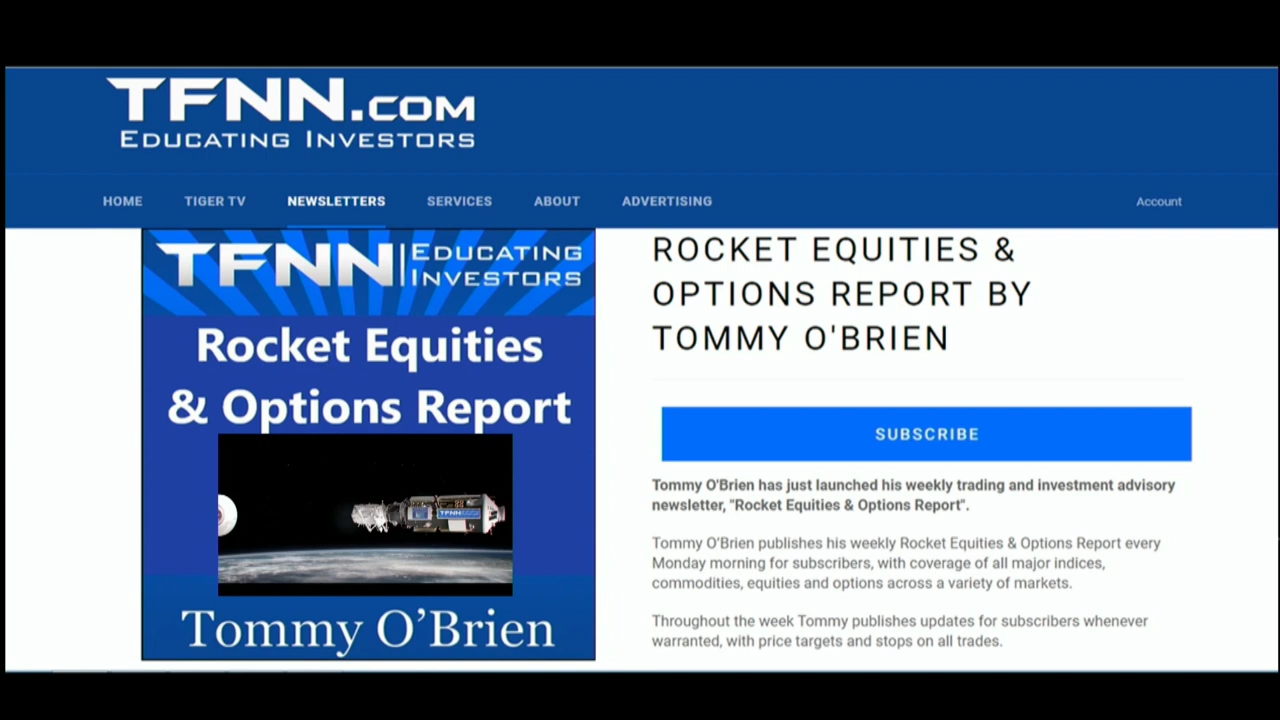 TFNN.COM
EDUCATING INVESTORS
HOME TIGER TV NEWSLETTERS SERVICES ABOUT ADVERTISING Account
TFNN | EDUCATING INVESTORS
Rocket Equities
& Options Report
TFNN
Tommy O’Brien
ROCKET EQUITIES &
OPTIONS REPORT BY
TOMMY O'BRIEN
SUBSCRIBE
Tommy O'Brien has just launched his weekly trading and investment advisory
newsletter, "Rocket Equities & Options Report".
Tommy O’Brien publishes his weekly Rocket Equities & Options Report every
Monday morning for subscribers, with coverage of all major indices,
commodities, equities and options across a variety of markets.
Throughout the week Tommy publishes updates for subscribers whenever
warranted, with price targets and stops on all trades.